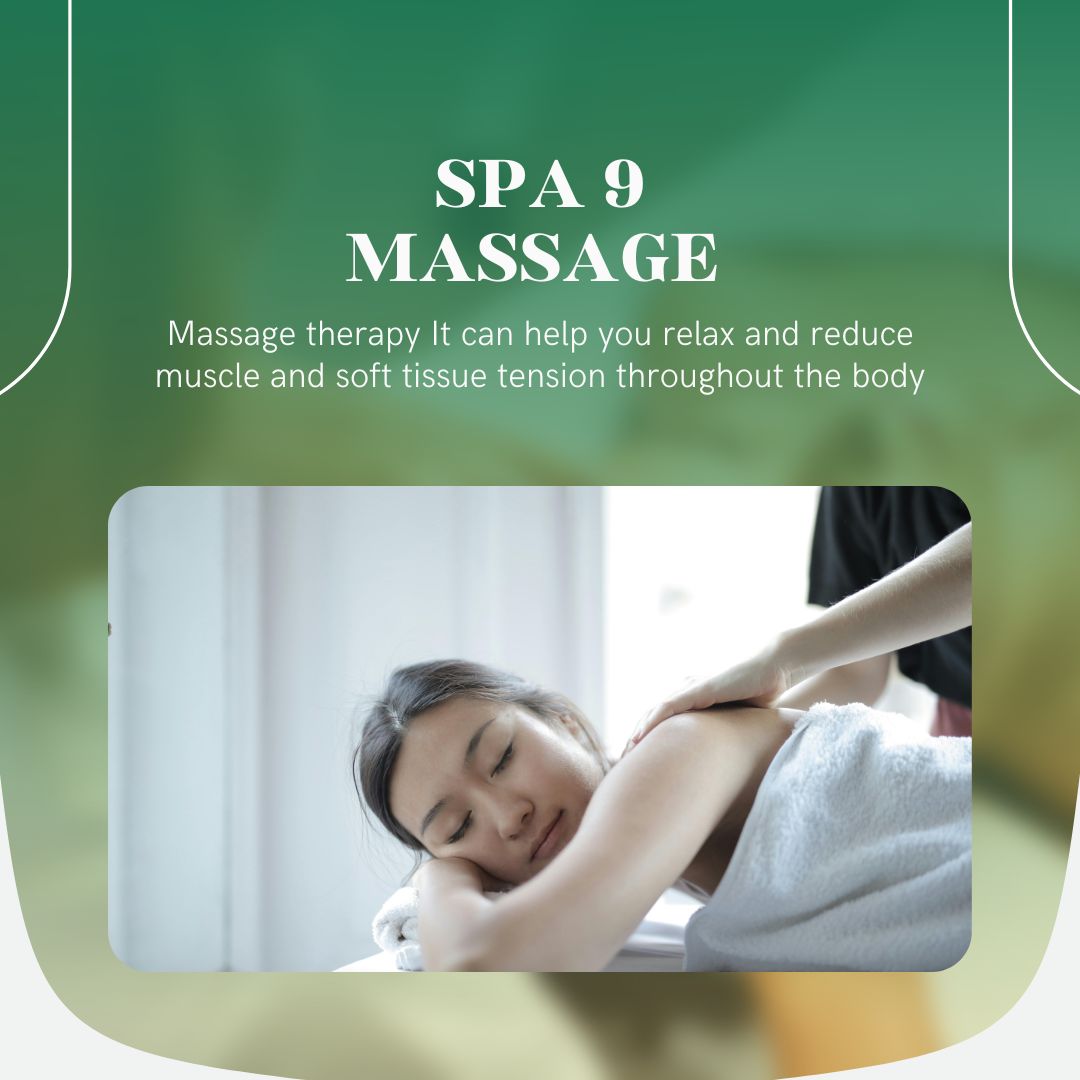 SPA 9
MASSAGE
Massage therapy It can help you relax and reduce
muscle and soft tissue tension throughout the body